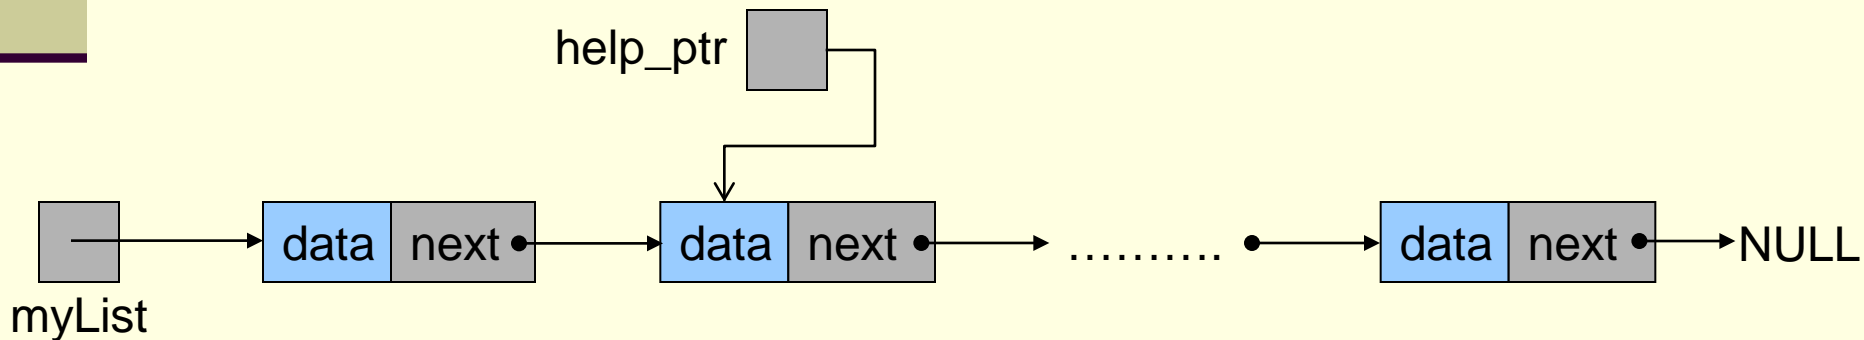 help_ptr
data next data next .......... data next NULL
myList